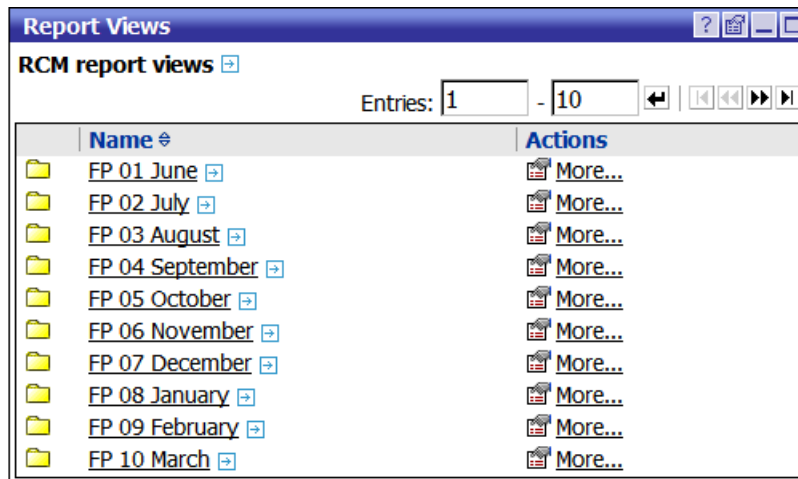 Report Views ?
RCM report views
Entries: 1 - 10
Name Actions
FP 01 June More...
FP 02 July More...
FP 03 August More...
FP 04 September More...
FP 05 October More...
FP 06 November More...
FP 07 December More...
FP 08 January More...
FP 09 February More...
FP 10 March More...